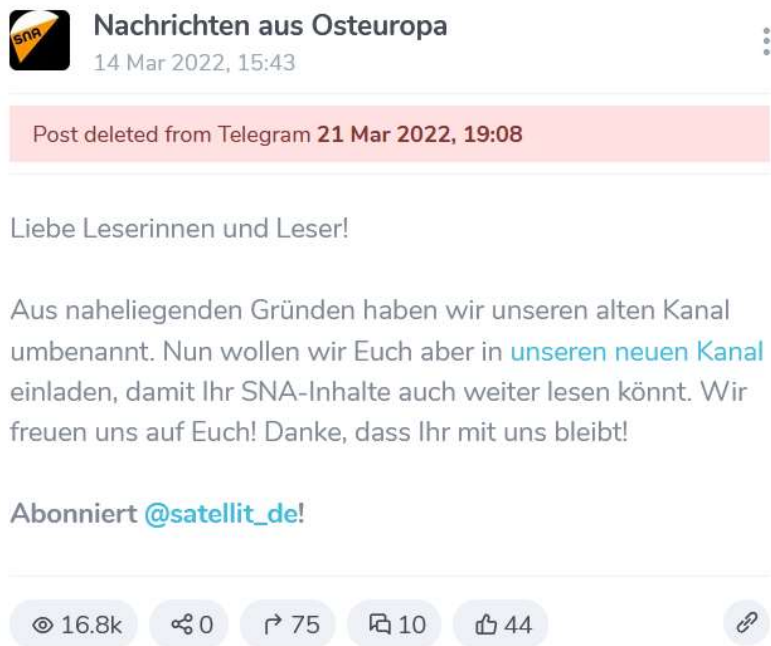 SNA
Nachrichten aus Osteuropa
14 Mar 2022, 15:43
Post deleted from Telegram 21 Mar 2022, 19:08
Liebe Leserinnen und Leser!
Aus naheliegenden Gründen haben wir unseren alten Kanal
umbenannt. Nun wollen wir Euch aber in unseren neuen Kanal
einladen, damit Ihr SNA-Inhalte auch weiter lesen könnt. Wir
freuen uns auf Euch! Danke, dass Ihr mit uns bleibt!
Abonniert @satellit_de!
16.8k 0 75 10 44